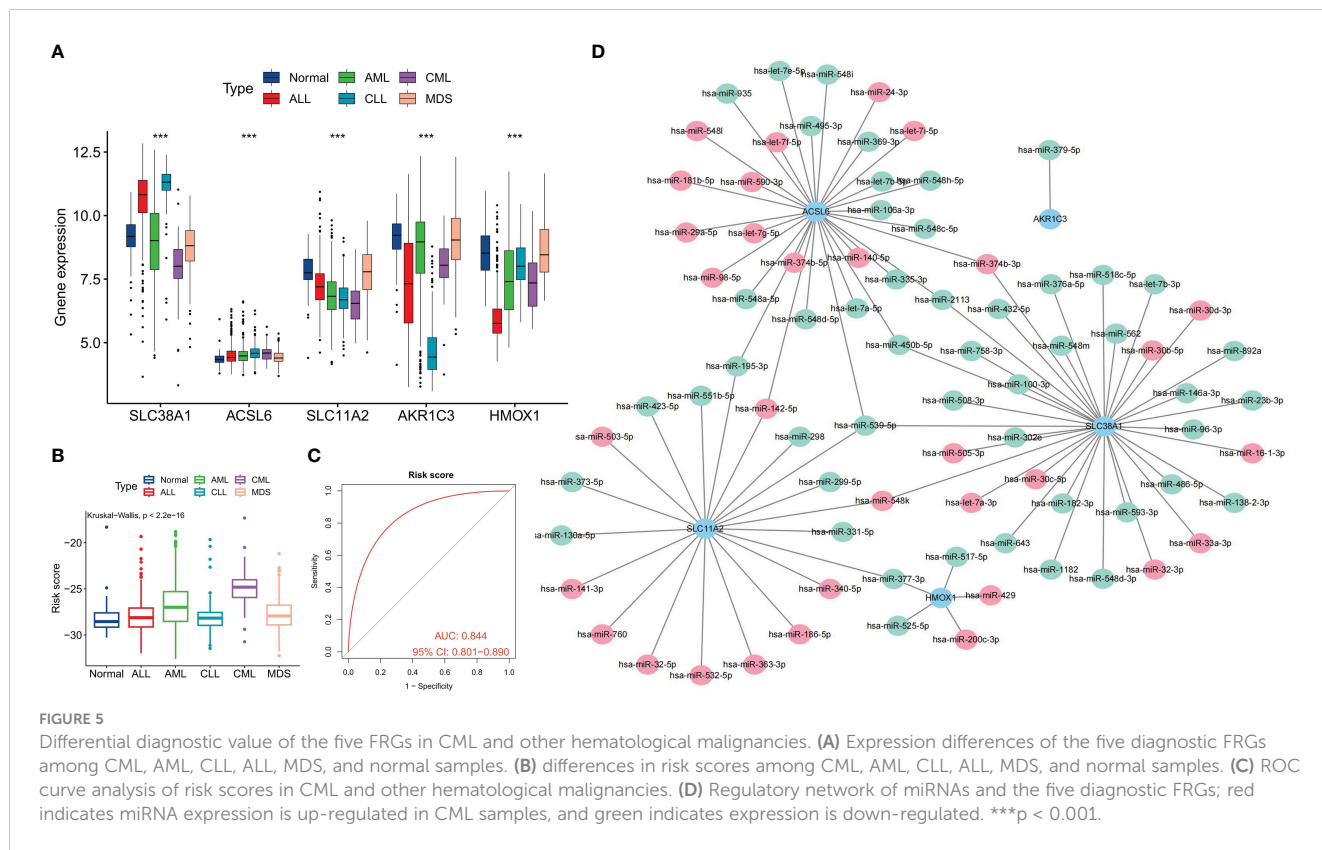 A
Type
Normal
AML
CML
ALL
CLL
MDS
Gnene expression
12.5
10.0
7.5
5.0
***
***
***
***
***
SLC38A1
ACSL6
SLC11A2
AKR1C3
HMOX1
B
Type
Normal
AML
CML
ALL
CLL
MDS
Kruskal−Wallis, p < 2.2e−16
Risk score
−20
−25
−30
Normal
ALL
AML
CLL
CML
MDS
C
Risk score
Sensitivity
1.0
0.8
0.6
0.4
0.2
0.0
AUC: 0.844
95% CI: 0.801−0.890
0.0
0.2
0.4
0.6
0.8
1.0
1 − Specificity
D
hsa-let-7e-5p
hsa-miR-548i
hsa-miR-935
hsa-miR-24-3p
hsa-miR-548l
hsa-miR-495-3p
hsa-let-7f-5p
hsa-miR-369-3p
hsa-let-7i-5p
hsa-miR-379-5p
hsa-miR-181b-5p
hsa-miR-590-3p
hsa-let-7b-5p
hsa-miR-548h-5p
ACSL6
hsa-miR-106a-3p
AKR1C3
hsa-miR-29a-5p
hsa-let-7g-5p
hsa-miR-548c-5p
hsa-miR-98-5p
hsa-miR-374b-5p
hsa-miR-140-5p
hsa-miR-374b-3p
hsa-miR-335-3p
hsa-miR-376a-5p
hsa-miR-518c-5p
hsa-let-7b-3p
hsa-miR-548a-5p
hsa-let-7a-5p
hsa-miR-2113
hsa-miR-432-5p
hsa-miR-30d-3p
hsa-miR-548d-5p
hsa-miR-562
hsa-miR-450b-5p
hsa-miR-758-3p
hsa-miR-548m
hsa-miR-30b-5p
hsa-miR-892a
hsa-miR-195-3p
hsa-miR-100-3p
hsa-miR-551b-5p
hsa-miR-423-5p
hsa-miR-142-5p
hsa-miR-508-3p
hsa-miR-146a-3p
hsa-miR-23b-3p
hsa-miR-539-5p
SLC38A1
hsa-miR-96-3p
sa-miR-503-5p
hsa-miR-298
hsa-miR-505-3p
hsa-miR-302e
hsa-miR-16-1-3p
hsa-miR-373-5p
hsa-miR-299-5p
hsa-miR-30c-5p
hsa-miR-486-5p
hsa-miR-548k
hsa-let-7a-3p
hsa-miR-182-3p
hsa-miR-138-2-3p
hsa-miR-593-3p
SLC11A2
hsa-miR-331-5p
a-miR-130a-5p
hsa-miR-643
hsa-miR-33a-3p
hsa-miR-517-5p
hsa-miR-1182
hsa-miR-32-3p
hsa-miR-377-3p
hsa-miR-548d-3p
hsa-miR-141-3p
hsa-miR-340-5p
HMOX1
hsa-miR-429
hsa-miR-525-5p
hsa-miR-760
hsa-miR-186-5p
hsa-miR-200c-3p
hsa-miR-32-5p
hsa-miR-363-3p
hsa-miR-532-5p
FIGURE 5
Differential diagnostic value of the five FRGs in CML and other hematological malignancies. (A) Expression differences of the five diagnostic FRGs
among CML, AML, CLL, ALL, MDS, and normal samples. (B) differences in risk scores among CML, AML, CLL, ALL, MDS, and normal samples. (C) ROC
curve analysis of risk scores in CML and other hematological malignancies. (D) Regulatory network of miRNAs and the five diagnostic FRGs; red
indicates miRNA expression is up-regulated in CML samples, and green indicates expression is down-regulated. ***p < 0.001.